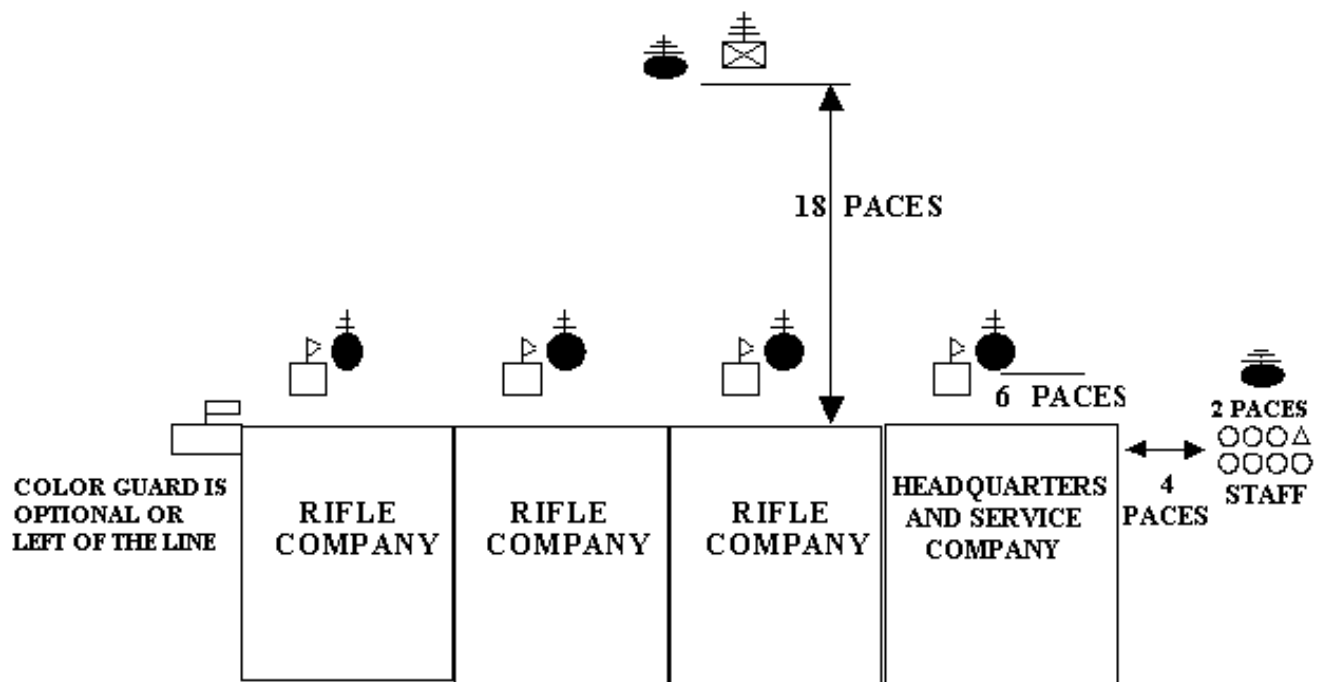 18 PACES
6 PACES
2 PACES
4
PACES
STAFF
COLOR GUARD IS
OPTIONAL OR
LEFT OF THE LINE
RIFLE
COMPANY
RIFLE
COMPANY
RIFLE
COMPANY
HEADQUARTERS
AND SERVICE
COMPANY